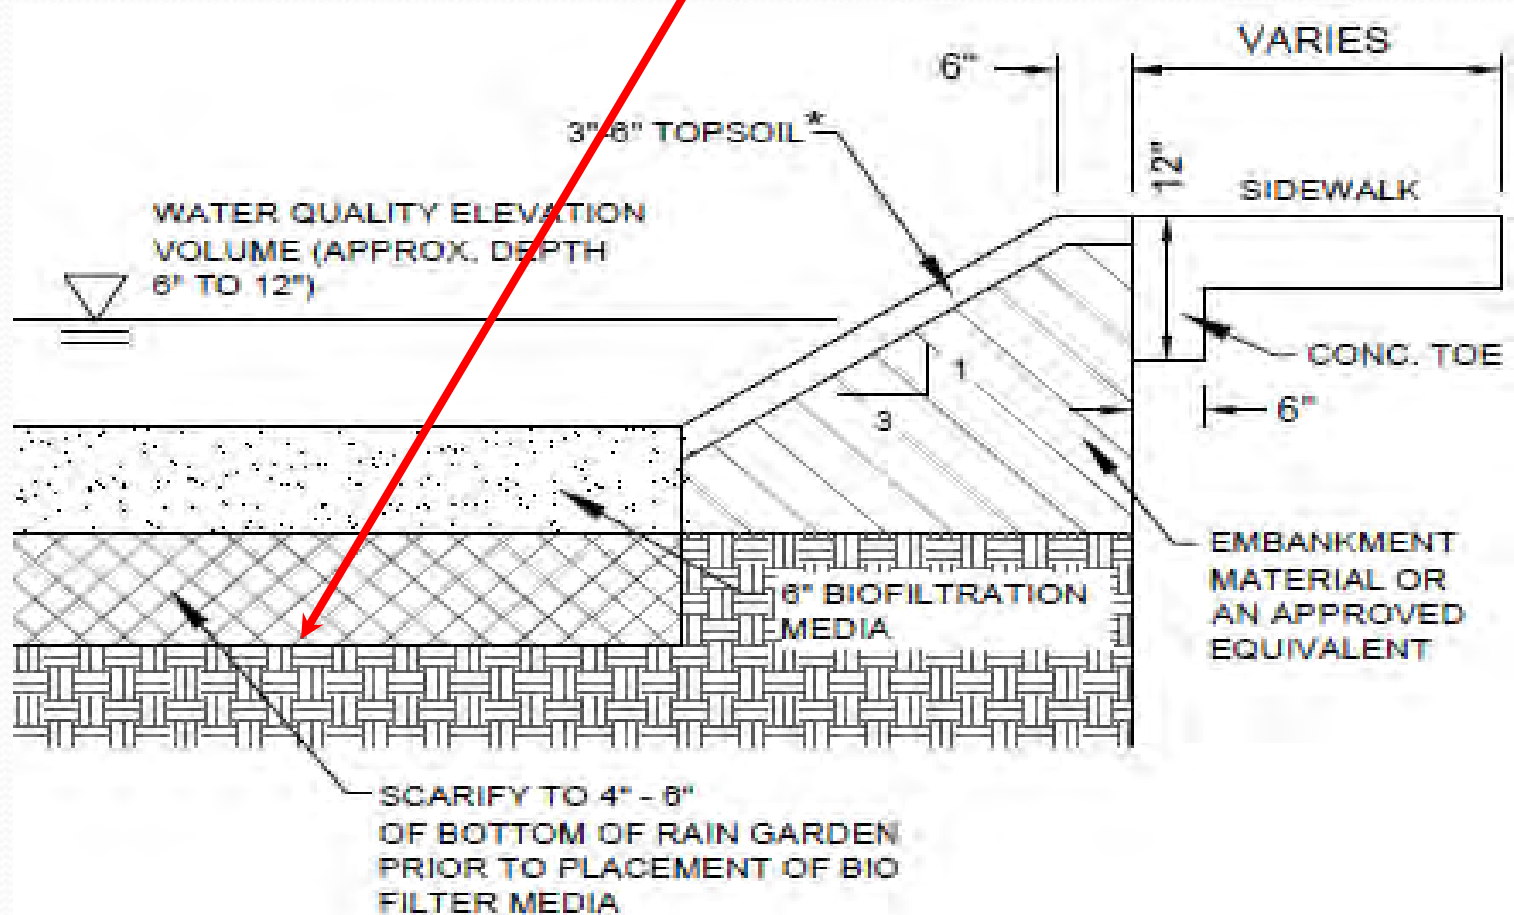 VARIES
6"
3"-6" TOPSOIL*
12"
SIDEWALK
WATER QUALITY ELEVATION
VOLUME (APPROX. DEPTH
6" TO 12")
CONC. TOE
1
3
6"
EMBANKMENT
MATERIAL OR
AN APPROVED
EQUIVALENT
6" BIOFILTRATION
MEDIA
SCARIFY TO 4" - 6"
OF BOTTOM OF RAIN GARDEN
PRIOR TO PLACEMENT OF BIO
FILTER MEDIA